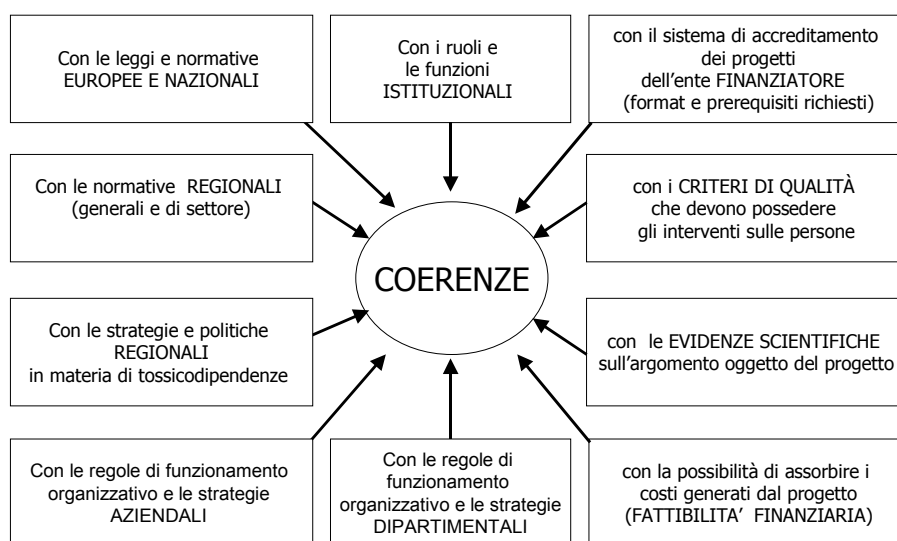 Con le leggi e normative
EUROPEE E NAZIONALI
Con i ruoli e
le funzioni
ISTITUZIONALI
con il sistema di accreditamento
dei progetti
dell'ente FINANZIATORE
(format e prerequisiti richiesti)
Con le normative REGIONALI
(generali e di settore)
con i CRITERI DI QUALITÀ
che devono possedere
gli interventi sulle persone
COERENZE
Con le strategie e politiche
REGIONALI
in materia di tossicodipendenze
con le EVIDENZE SCIENTIFICHE
sull'argomento oggetto del progetto
Con le regole di funzionamento
organizzativo e le strategie
AZIENDALI
Con le regole di
funzionamento
organizzativo e le strategie
DIPARTIMENTALI
con la possibilità di assorbire i
costi generati dal progetto
(FATTIBILITA' FINANZIARIA)